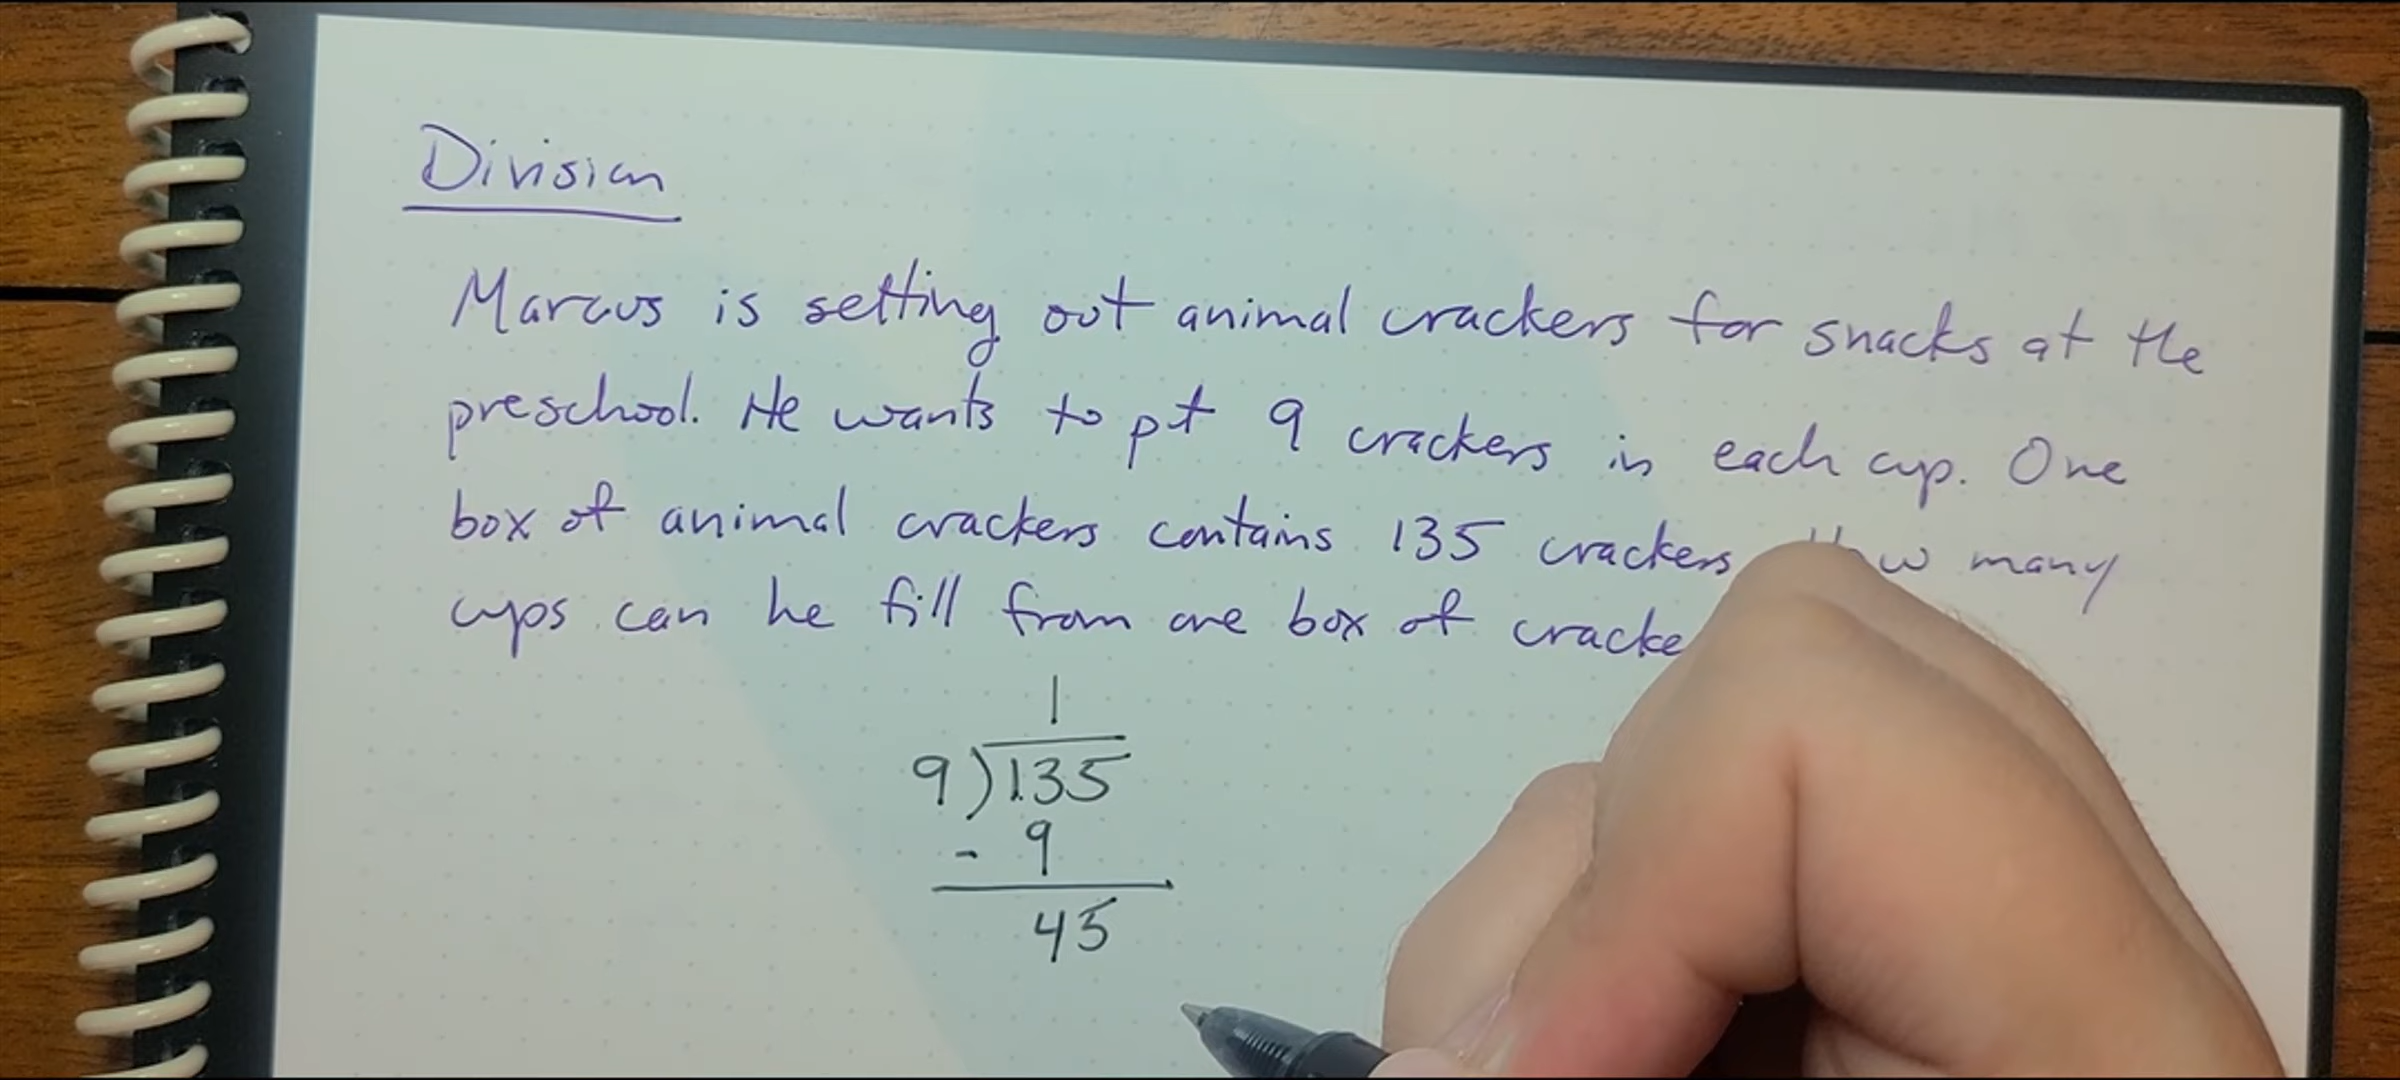 Division
Marcus is setting out animal crackers for snacks at the
preschool. He wants to pt 9 crackers in each cup. One
box of animal crackers contains 135 crackers many
cups can he fill from one box of
1
9)135
- 9
45